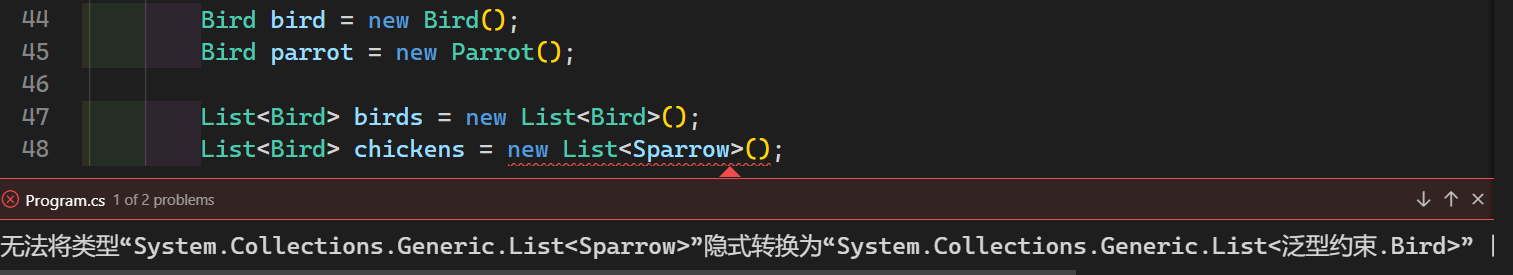 44 Bird bird = new Bird();
45 Bird parrot = new Parrot();
46
47 List<Bird> birds = new List<Bird>();
48 List<Bird> chickens = new List<Sparrow>();
Program.cs 1 of 2 problems
无法将类型“System.Collections.Generic.List<Sparrow>”隐式转换为“System.Collections.Generic.List<泛型约束.Bird>”